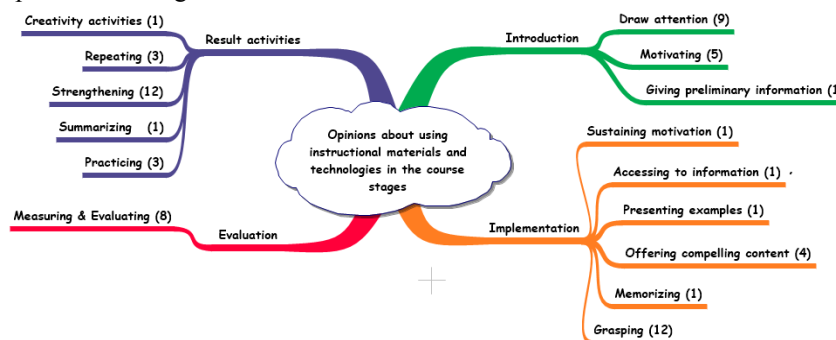 Creativity activities (1)
Result activities
Repeating (3)
Strengthening (12)
Summarizing (1)
Practicing (3)
Introduction
Draw attention (9)
Motivating (5)
Giving preliminary information (1
Opinions about using
instructional materials and
technologies in the course
stages
Measuring & Evaluating (8)
Evaluation
Implementation
Sustaining motivation (1)
Accessing to information (1)
Presenting examples (1)
Offering compelling content (4)
Memorizing (1)
Grasping (12)